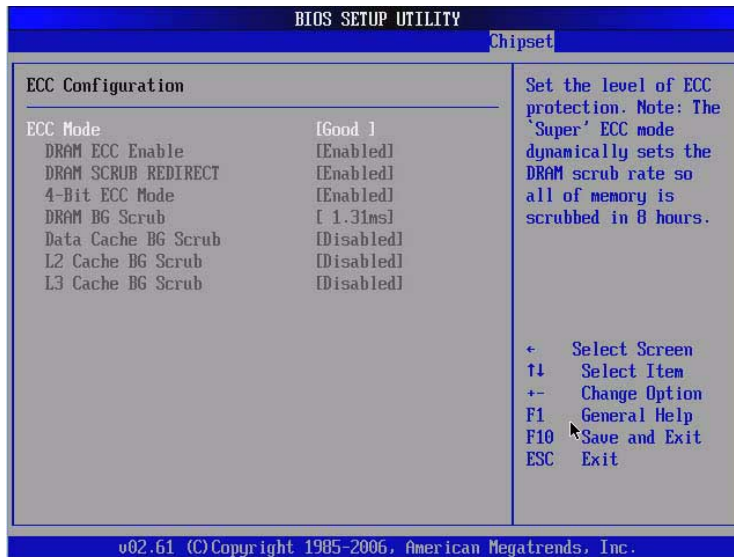 BIOS SETUP UTILITY
Chipset
ECC Configuration
ECC Mode [Good ]
DRAM ECC Enable [Enabled]
DRAM SCRUB REDIRECT [Enabled]
4-Bit ECC Mode [Enabled]
DRAM BG Scrub [ 1.31ms]
Data Cache BG Scrub [Disabled]
L2 Cache BG Scrub [Disabled]
L3 Cache BG Scrub [Disabled]
Set the level of ECC
protection. Note: The
`Super' ECC mode
dynamically sets the
DRAM scrub rate so
all of memory is
scrubbed in 8 hours.
← Select Screen
↑↓ Select Item
+- Change Option
F1 General Help
F10 Save and Exit
ESC Exit
v02.61 (C)Copyright 1985-2006, American Megatrends, Inc.